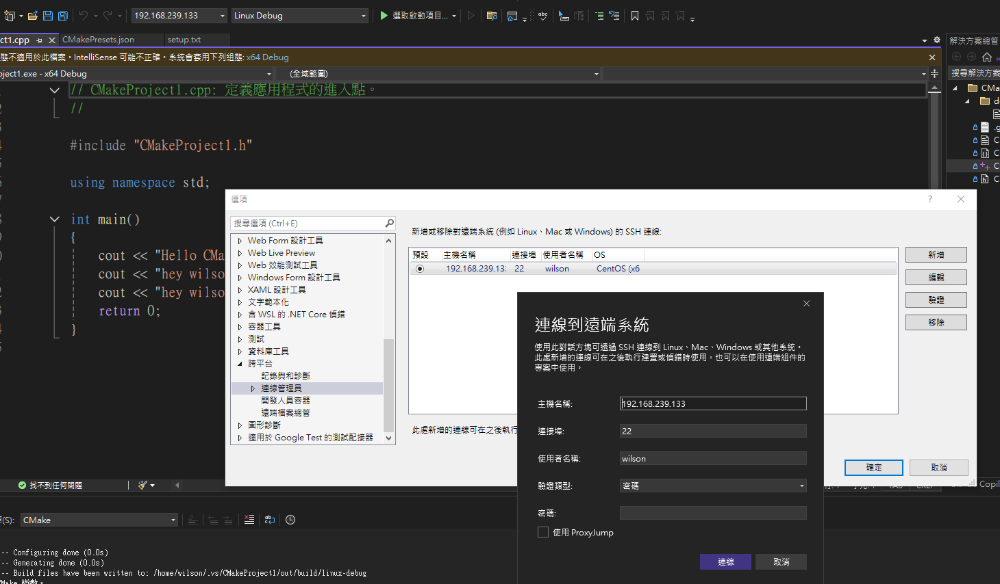 192.168.239.133
Linux Debug
選取啟動項目...
ct1.cpp
CMakePresets.json
setup.txt
解決方案總管
態不適用於此檔案。IntelliSense 可能不正確。系統會套用下列組態: x64 Debug
oject1.exe - x64 Debug
(全域範圍)
搜尋解決方案
// CMakeProject1.cpp: 定義應用程式的進入點。
//
#include "CMakeProject1.h"
using namespace std;
int main()
{
cout << "Hello CMa
cout << "hey wilso
cout << "hey wilso
return 0;
}
CMa
d
.g
C
C
C
C
選項
搜尋選項 (Ctrl+E)
Web Form 設計工具
Web Live Preview
Web 效能測試工具
Windows Form 設計工具
XAML 設計工具
文字範本化
含 WSL 的 .NET Core 偵錯
容器工具
測試
資料庫工具
跨平台
記錄與和診斷
連線管理員
開發人員容器
遠端檔案總管
圖形診斷
適用於 Google Test 的測試配接器
新增或移除對遠端系統 (例如 Linux、Mac 或 Windows) 的 SSH 連線:
預設 主機名稱 連接埠 使用者名稱 OS
192.168.239.13 22 wilson CentOS (x6
新增
編輯
驗證
移除
此處新增的連線可在之後執行
確定
取消
連線到遠端系統
使用此對話方塊可透過 SSH 連線到 Linux、Mac、Windows 或其他系統。
此處新增的連線可在之後執行建置或偵錯時使用，也可以在使用遠端組件的
專案中使用。
主機名稱: 192.168.239.133
連接埠: 22
使用者名稱: wilson
驗證類型: 密碼
密碼:
使用 ProxyJump
連線
取消
找不到任何問題
Copil
(S): CMake
-- Configuring done (0.0s)
-- Generating done (0.0s)
-- Build files have been written to: /home/wilson/.vs/CMakeProject1/out/build/linux-debug
CMake 變數。